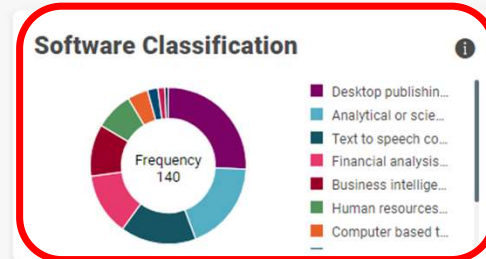 Software Classification
i
Frequency
140
Desktop publishin...
Analytical or scie...
Text to speech co...
Financial analysis...
Business intellige...
Human resources...
Computer based t...